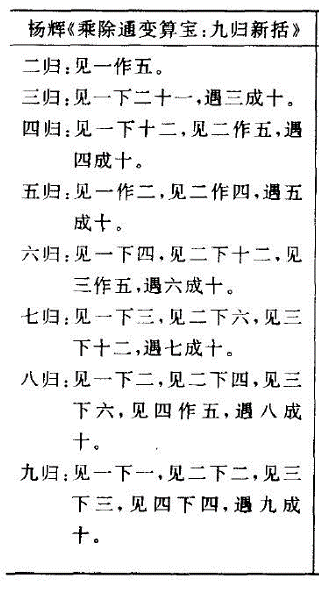 杨辉《乘除通变算宝：九归新括》
二归：见一作五。
三归：见一下二十一，遇三成十。
四归：见一下十二，见二作五，遇
四成十。
五归：见一作二，见二作四，遇五
成十。
六归：见一下四，见二下十二，见
三作五，遇六成十。
七归：见一下三，见二下六，见三
下十二，遇七成十。
八归：见一下二，见二下四，见三
下六，见四作五，遇八成
十。
九归：见一下一，见二下二，见三
下三，见四下四，遇九成
十。